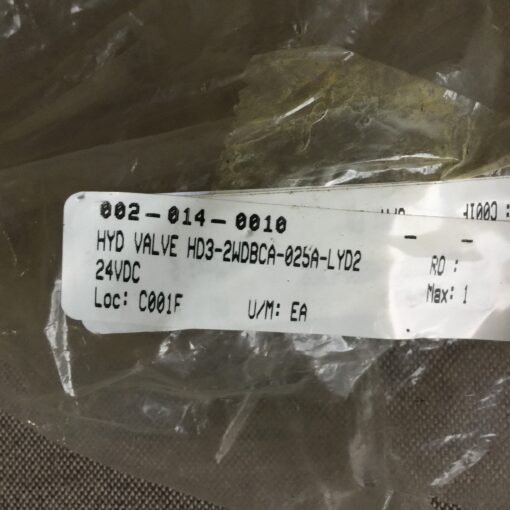 002-014-0010
HYD VALVE HD3-2WDBCA-025A-LYD2
24VDC
Loc: C001F
U/M: EA
- -
RO :
Max: 1